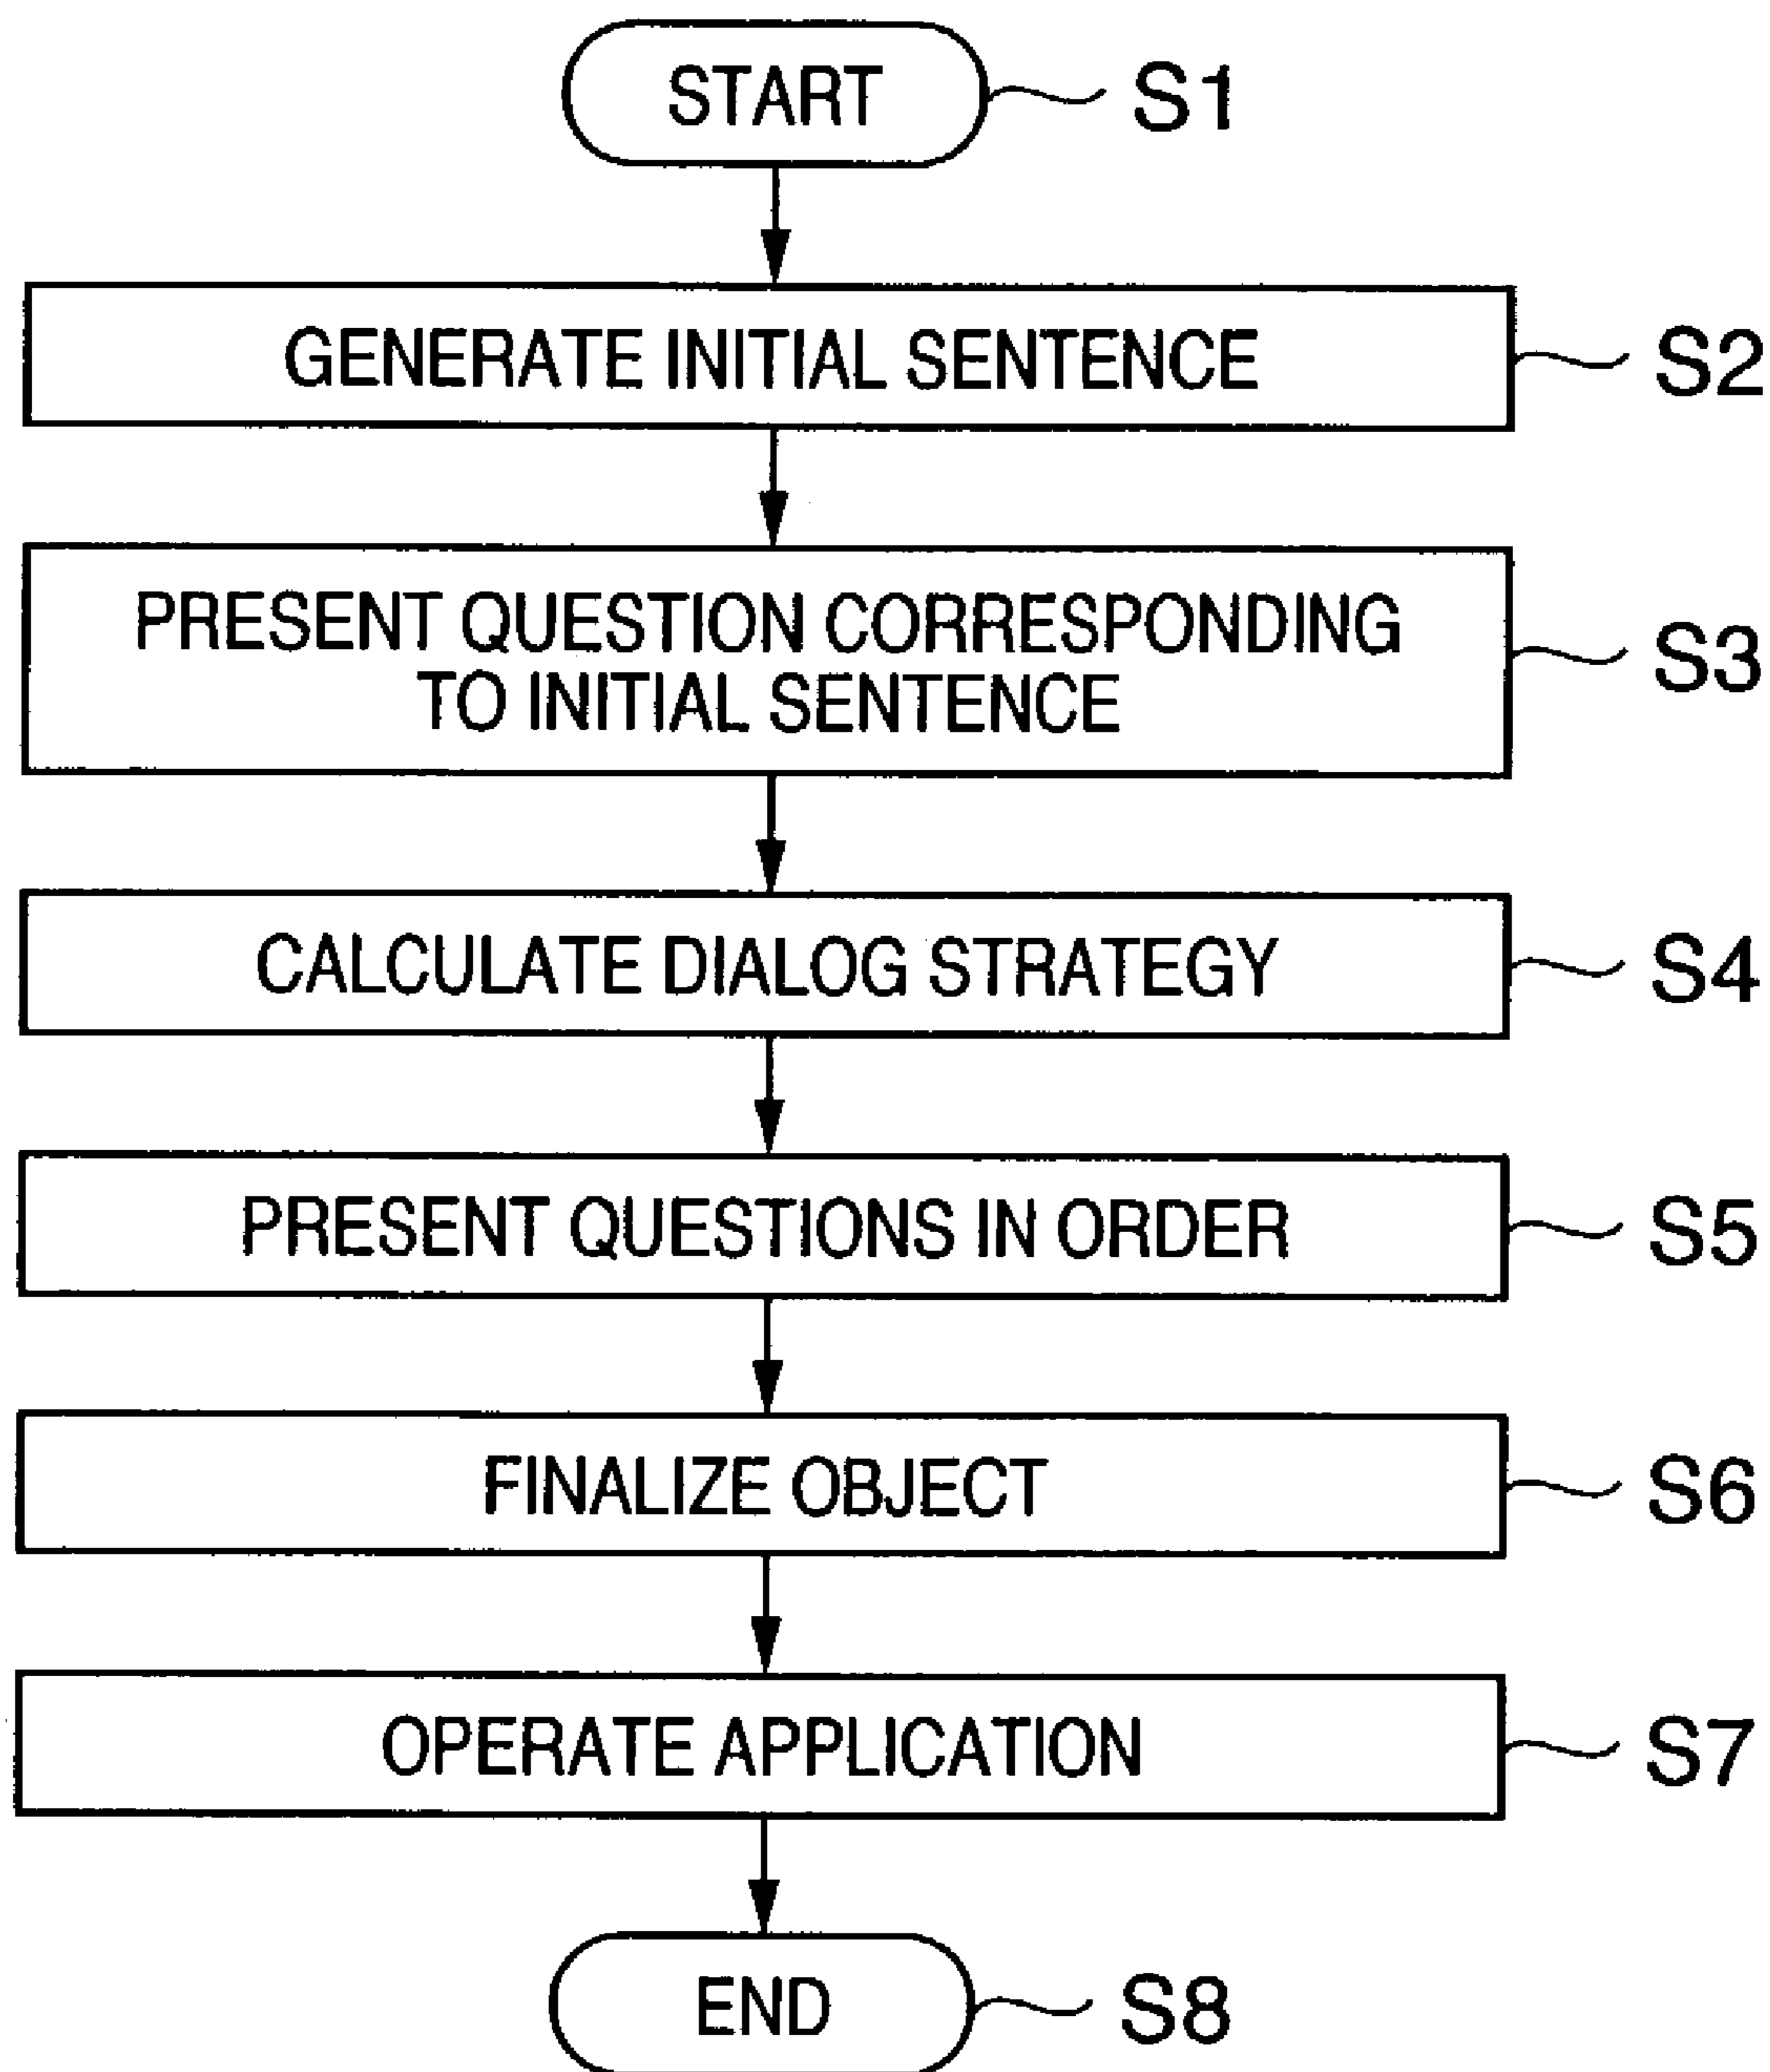 START S1
GENERATE INITIAL SENTENCE S2
PRESENT QUESTION CORRESPONDING
TO INITIAL SENTENCE S3
CALCULATE DIALOG STRATEGY S4
PRESENT QUESTIONS IN ORDER S5
FINALIZE OBJECT S6
OPERATE APPLICATION S7
END S8